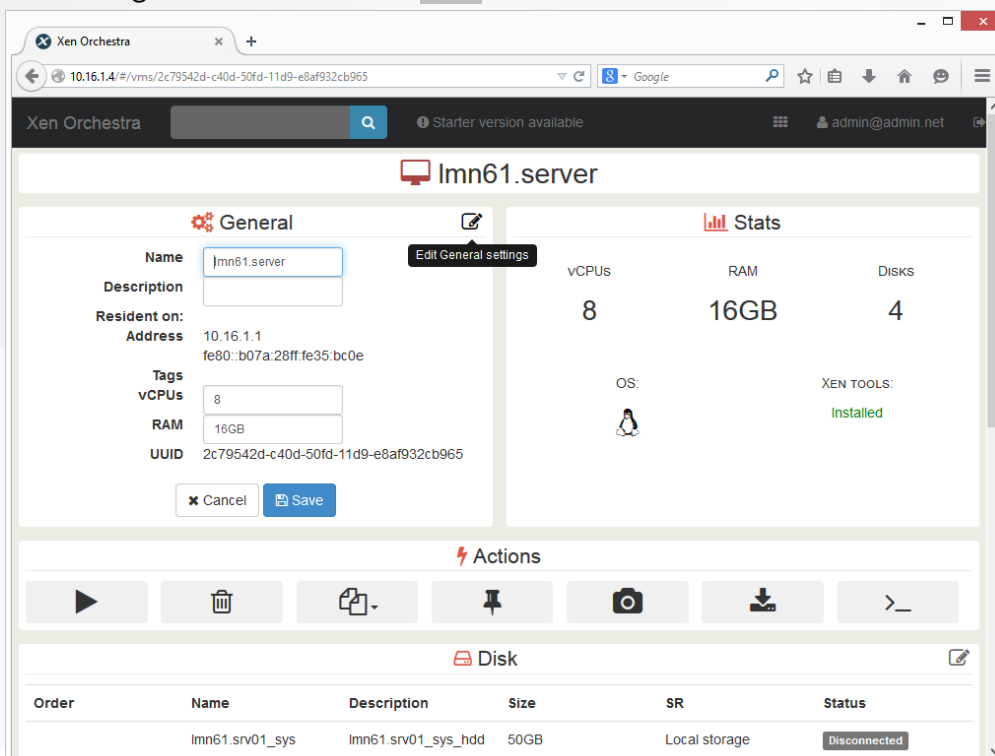 Xen Orchestra
10.16.1.4/#/vms/2c79542d-c40d-50fd-11d9-e8af932cb965
Google
Xen Orchestra
Starter version available
admin@admin.net
lmn61.server
General
Edit General settings
Name lmn61.server
Description
Resident on:
Address 10.16.1.1
fe80::b07a:28ff:fe35:bc0e
Tags
vCPUs 8
RAM 16GB
UUID 2c79542d-c40d-50fd-11d9-e8af932cb965
Cancel Save
Stats
vCPUs RAM Disks
8 16GB 4
OS: Xen tools:
Installed
Actions
Disk
Order Name Description Size SR Status
lmn61.srv01_sys lmn61.srv01_sys_hdd 50GB Local storage Disconnected